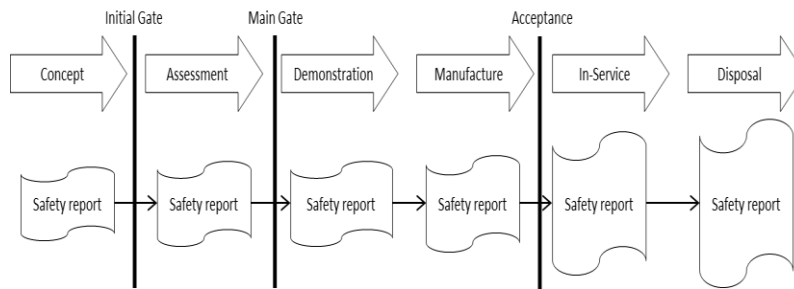 Initial Gate Main Gate Acceptance
Concept Assessment Demonstration Manufacture In-Service Disposal
Safety report Safety report Safety report Safety report Safety report Safety report